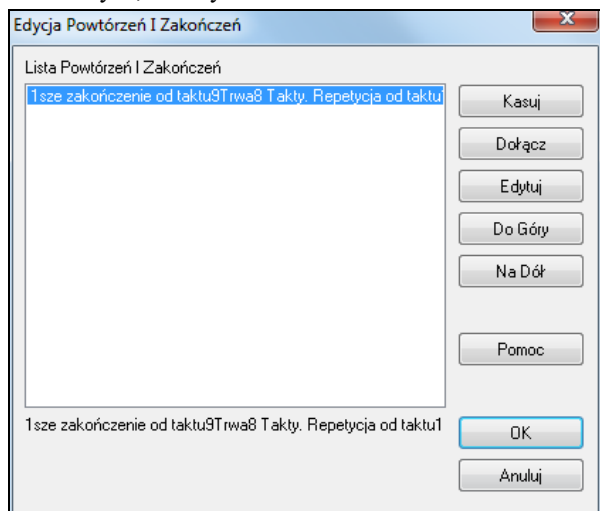 Edycja Powtórzeń I Zakończeń
Lista Powtórzeń I Zakończeń
1sze zakończenie od taktu9Trwa8 Takty. Repetycja od taktu1
Kasuj
Dołącz
Edytuj
Do Góry
Na Dół
Pomoc
1sze zakończenie od taktu9Trwa8 Takty. Repetycja od taktu1
OK
Anuluj